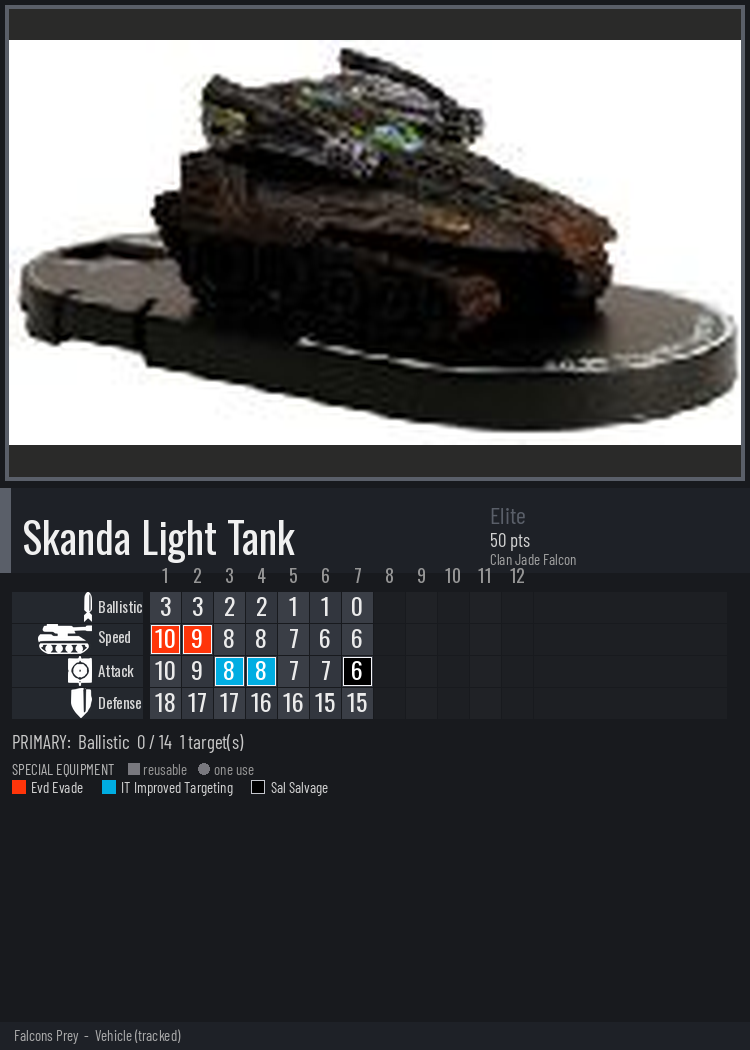 Skanda Light Tank
Elite
50 pts
Clan Jade Falcon
1 2 3 4 5 6 7 8 9 10 11 12
Ballistic 3 3 2 2 1 1 0
Speed 10 9 8 8 7 6 6
Attack 10 9 8 8 7 7 6
Defense 18 17 17 16 16 15 15
PRIMARY: Ballistic 0 / 14 1 target(s)
SPECIAL EQUIPMENT reusable one use
Evd Evade IT Improved Targeting Sal Salvage
Falcons Prey - Vehicle (tracked)